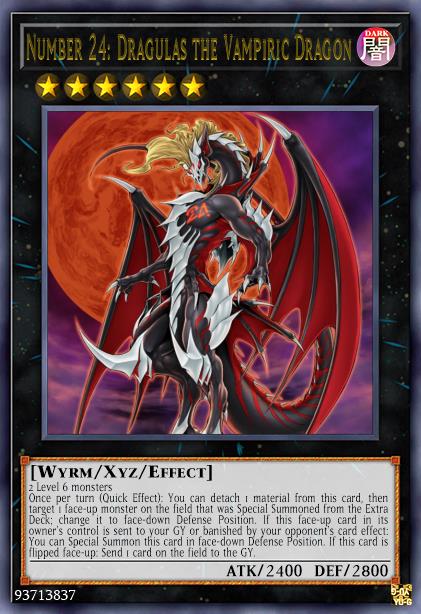 Number 24: Dragulas the Vampiric Dragon
DARK
闇
24
[Wyrm/Xyz/Effect]
2 Level 6 monsters
Once per turn (Quick Effect): You can detach 1 material from this card, then
target 1 face-up monster on the field that was Special Summoned from the Extra
Deck; change it to face-down Defense Position. If this face-up card in its
owner's control is sent to your GY or banished by your opponent's card effect:
You can Special Summon this card in face-down Defense Position. If this card is
flipped face-up: Send 1 card on the field to the GY.
ATK/2400 DEF/2800
93713837